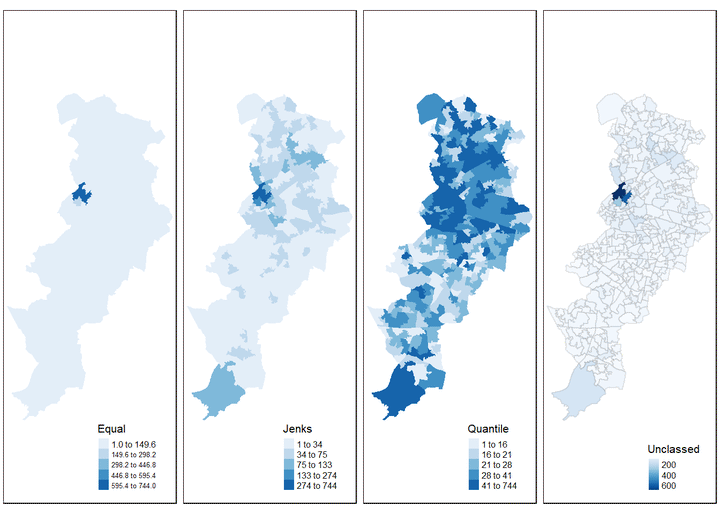 Equal
1.0 to 149.6
149.6 to 298.2
298.2 to 446.8
446.8 to 595.4
595.4 to 744.0
Jenks
1 to 34
34 to 75
75 to 133
133 to 274
274 to 744
Quantile
1 to 16
16 to 21
21 to 28
28 to 41
41 to 744
Unclassed
200
400
600